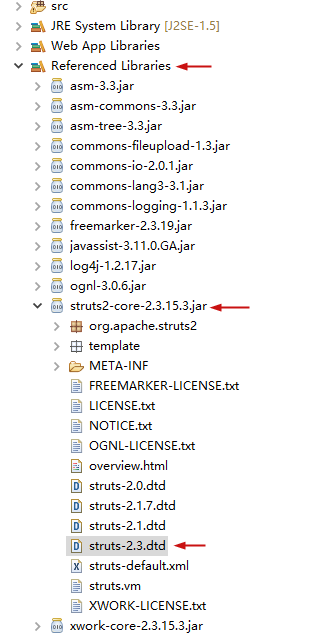 src
JRE System Library [J2SE-1.5]
Web App Libraries
Referenced Libraries
asm-3.3.jar
asm-commons-3.3.jar
asm-tree-3.3.jar
commons-fileupload-1.3.jar
commons-io-2.0.1.jar
commons-lang3-3.1.jar
commons-logging-1.1.3.jar
freemarker-2.3.19.jar
javassist-3.11.0.GA.jar
log4j-1.2.17.jar
ognl-3.0.6.jar
struts2-core-2.3.15.3.jar
org.apache.struts2
template
META-INF
FREEMARKER-LICENSE.txt
LICENSE.txt
NOTICE.txt
OGNL-LICENSE.txt
overview.html
struts-2.0.dtd
struts-2.1.7.dtd
struts-2.1.dtd
struts-2.3.dtd
struts-default.xml
struts.vm
XWORK-LICENSE.txt
xwork-core-2.3.15.3.jar